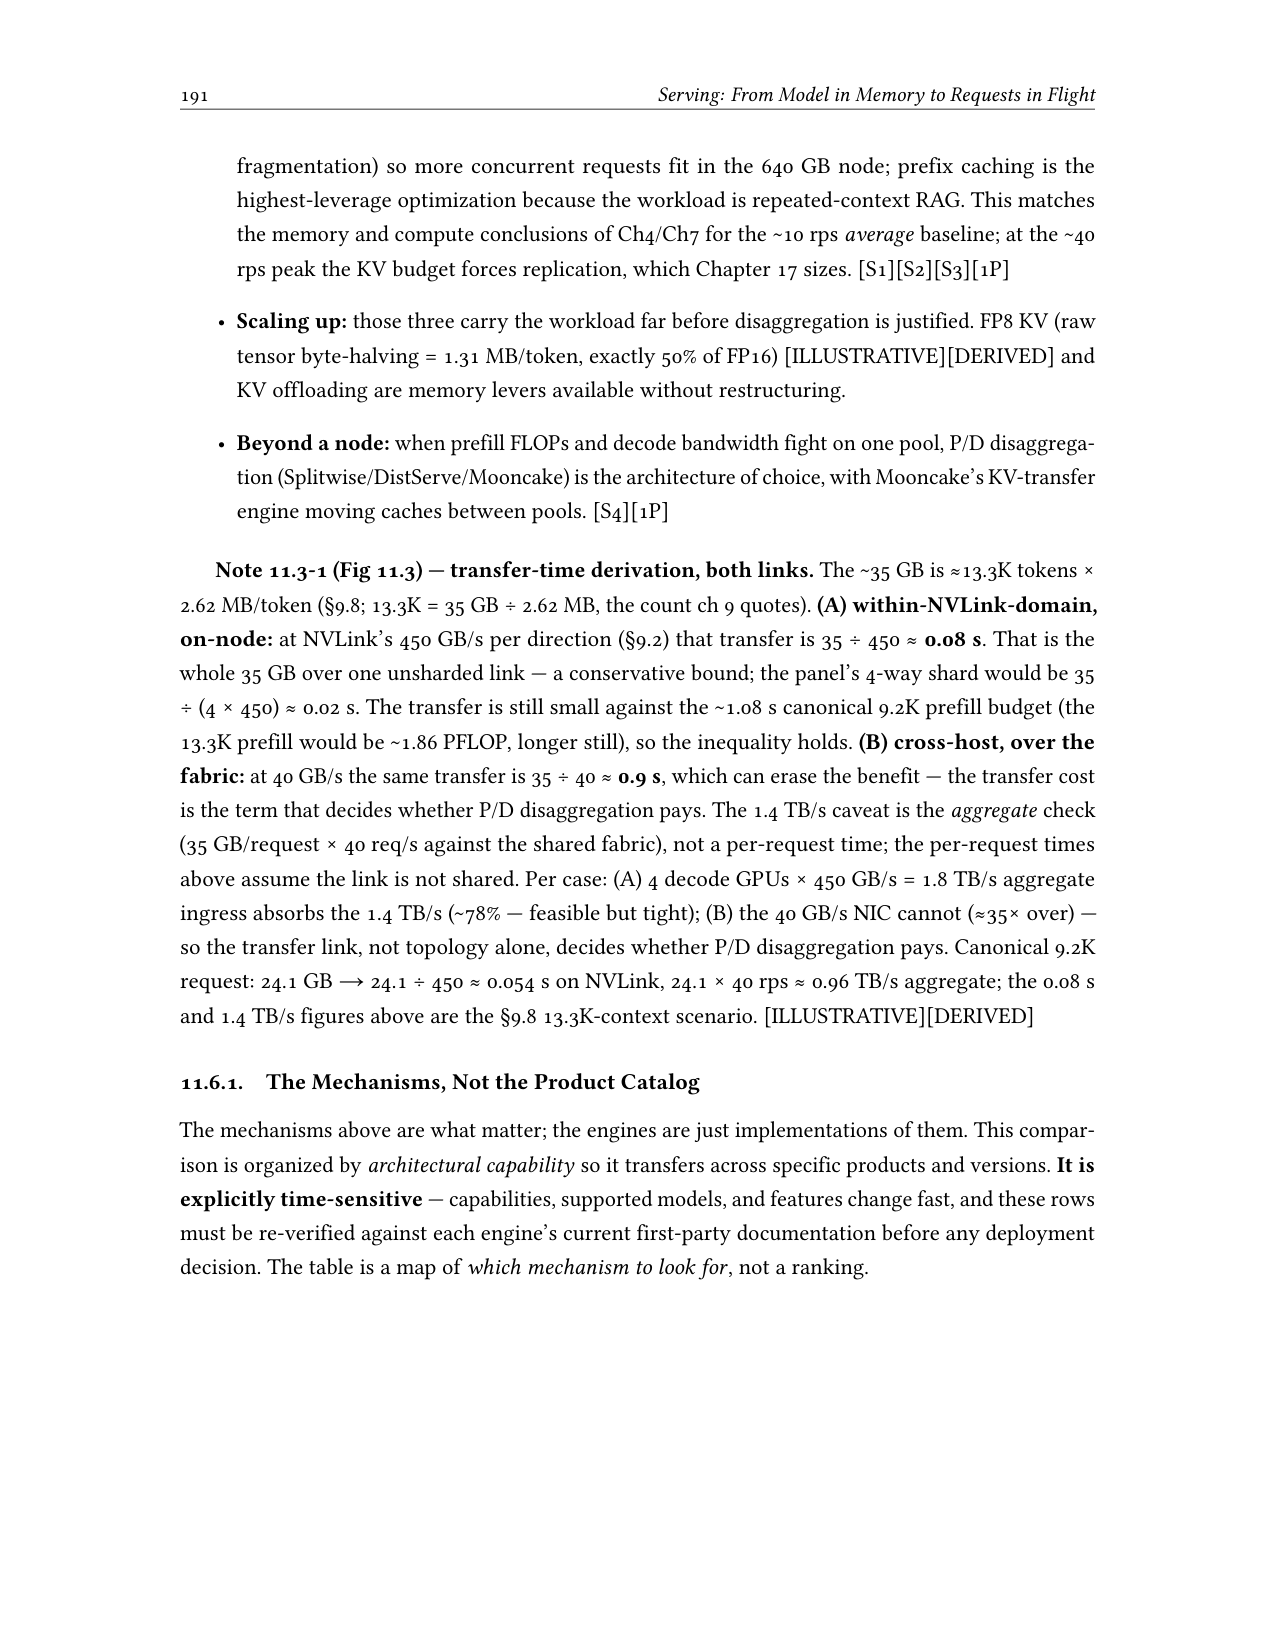 191
Serving: From Model in Memory to Requests in Flight
fragmentation) so more concurrent requests fit in the 640 GB node; prefix caching is the
highest-leverage optimization because the workload is repeated-context RAG. This matches
the memory and compute conclusions of Ch4/Ch7 for the ~10 rps average baseline; at the ~40
rps peak the KV budget forces replication, which Chapter 17 sizes. [S1][S2][S3][1P]
• Scaling up: those three carry the workload far before disaggregation is justified. FP8 KV (raw
tensor byte-halving = 1.31 MB/token, exactly 50% of FP16) [ILLUSTRATIVE][DERIVED] and
KV offloading are memory levers available without restructuring.
• Beyond a node: when prefill FLOPs and decode bandwidth fight on one pool, P/D disaggrega-
tion (Splitwise/DistServe/Mooncake) is the architecture of choice, with Mooncake's KV-transfer
engine moving caches between pools. [S4][1P]
Note 11.3-1 (Fig 11.3) — transfer-time derivation, both links. The ~35 GB is ≈13.3K tokens ×
2.62 MB/token (§9.8; 13.3K = 35 GB ÷ 2.62 MB, the count ch 9 quotes). (A) within-NVLink-domain,
on-node: at NVLink's 450 GB/s per direction (§9.2) that transfer is 35 ÷ 450 ≈ 0.08 s. That is the
whole 35 GB over one unsharded link — a conservative bound; the panel's 4-way shard would be 35
÷ (4 × 450) ≈ 0.02 s. The transfer is still small against the ~1.08 s canonical 9.2K prefill budget (the
13.3K prefill would be ~1.86 PFLOP, longer still), so the inequality holds. (B) cross-host, over the
fabric: at 40 GB/s the same transfer is 35 ÷ 40 ≈ 0.9 s, which can erase the benefit — the transfer cost
is the term that decides whether P/D disaggregation pays. The 1.4 TB/s caveat is the aggregate check
(35 GB/request × 40 req/s against the shared fabric), not a per-request time; the per-request times
above assume the link is not shared. Per case: (A) 4 decode GPUs × 450 GB/s = 1.8 TB/s aggregate
ingress absorbs the 1.4 TB/s (~78% — feasible but tight); (B) the 40 GB/s NIC cannot (≈35× over) —
so the transfer link, not topology alone, decides whether P/D disaggregation pays. Canonical 9.2K
request: 24.1 GB ⟶ 24.1 ÷ 450 ≈ 0.054 s on NVLink, 24.1 × 40 rps ≈ 0.96 TB/s aggregate; the 0.08 s
and 1.4 TB/s figures above are the §9.8 13.3K-context scenario. [ILLUSTRATIVE][DERIVED]
11.6.1. The Mechanisms, Not the Product Catalog
The mechanisms above are what matter; the engines are just implementations of them. This compar-
ison is organized by architectural capability so it transfers across specific products and versions. It is
explicitly time-sensitive — capabilities, supported models, and features change fast, and these rows
must be re-verified against each engine's current first-party documentation before any deployment
decision. The table is a map of which mechanism to look for, not a ranking.